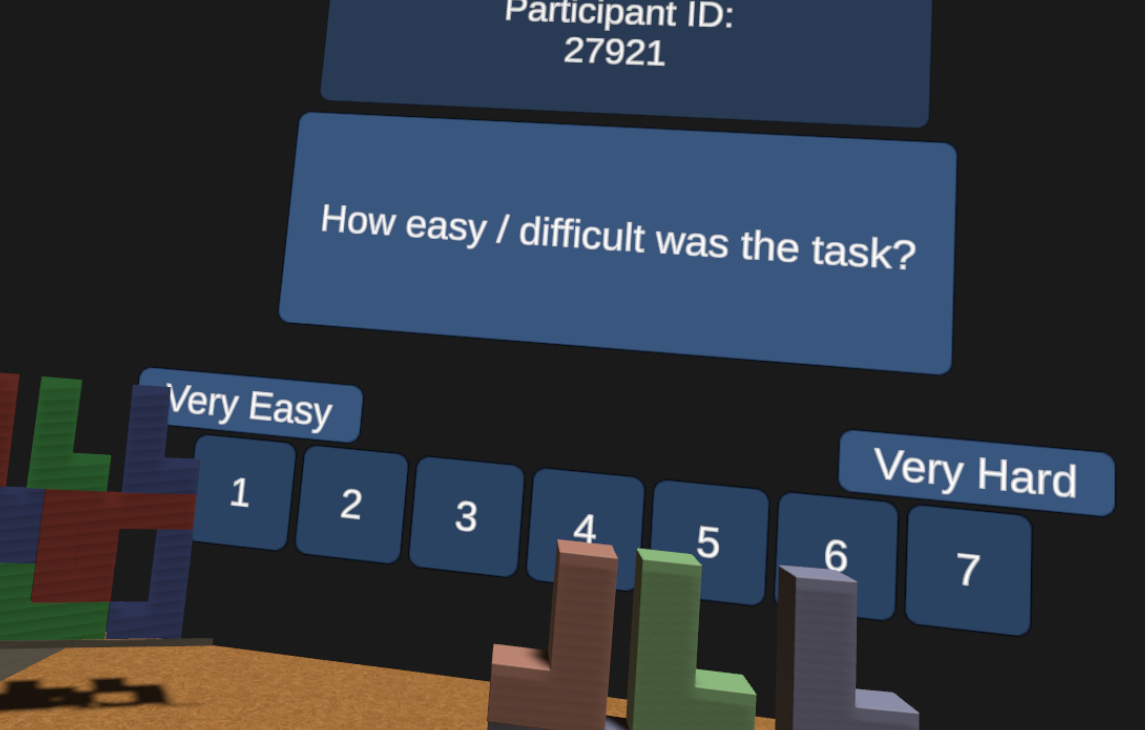 Participant ID:
27921
How easy / difficult was the task?
Very Easy
Very Hard
1 2 3 4 5 6 7